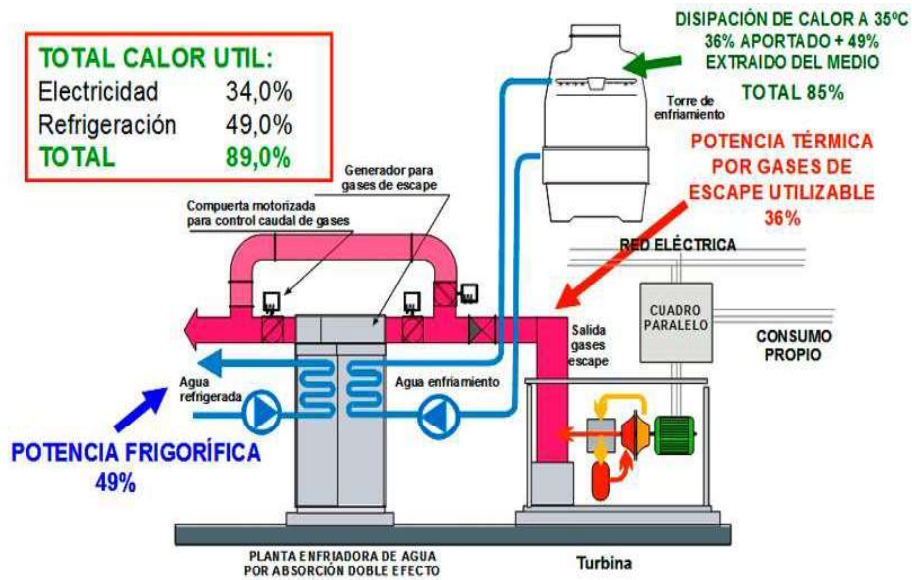 TOTAL CALOR UTIL:
Electricidad 34,0%
Refrigeración 49,0%
TOTAL 89,0%
DISIPACIÓN DE CALOR A 35ºC
36% APORTADO + 49%
EXTRAIDO DEL MEDIO
TOTAL 85%
Torre de
enfriamiento
POTENCIA TÉRMICA
POR GASES DE
ESCAPE UTILIZABLE
36%
Generador para
gases de escape
Compuerta motorizada
para control caudal de gases
RED ELÉCTRICA
CUADRO
PARALELO
CONSUMO
PROPIO
Salida
gases
escape
Agua
refrigerada
Agua enfriamiento
POTENCIA FRIGORÍFICA
49%
PLANTA ENFRIADORA DE AGUA
POR ABSORCIÓN DOBLE EFECTO
Turbina